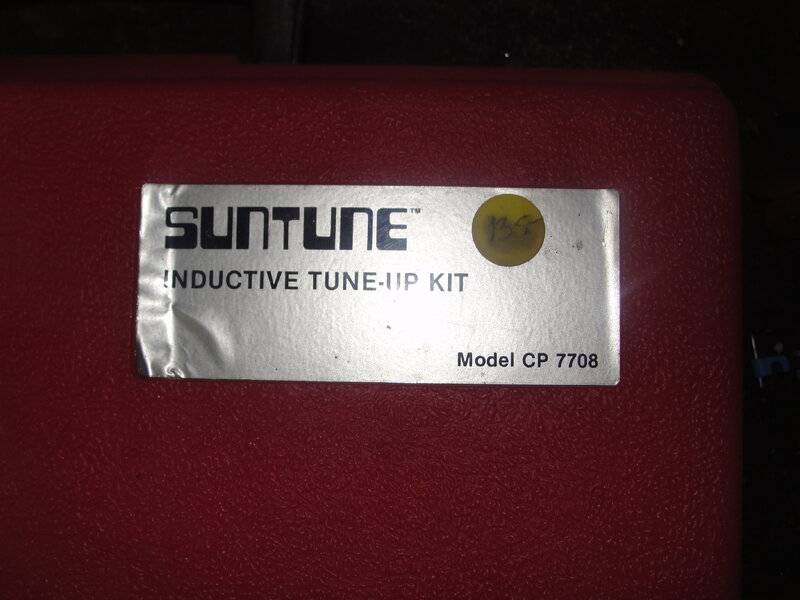 SUNTUNE™
INDUCTIVE TUNE-UP KIT
Model CP 7708